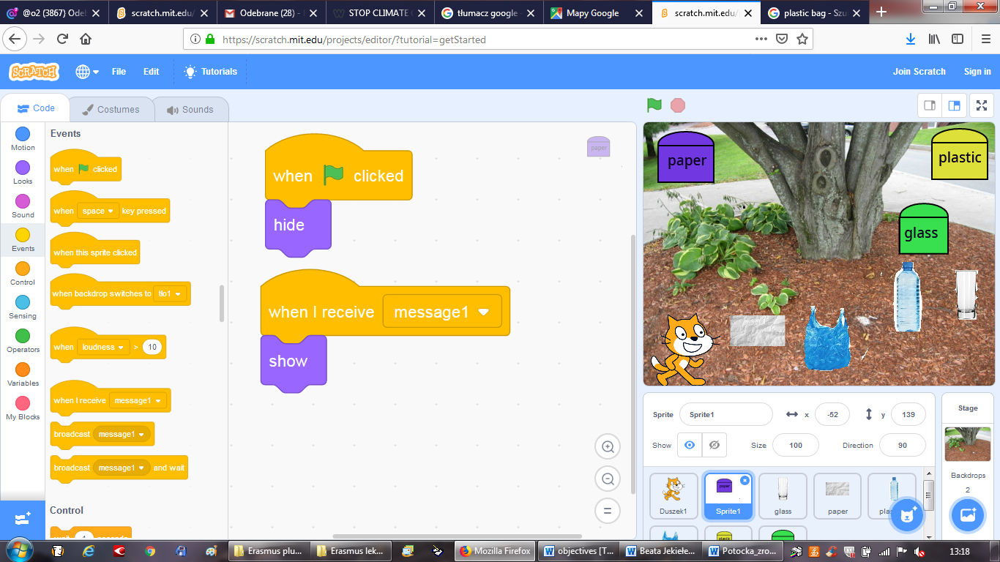 @o2 (3867) Odeb
scratch.mit.edu/
Odebrane (28) -
STOP CLIMATE
tłumacz google -
Mapy Google
scratch.mit.edu/
plastic bag - Szu
https://scratch.mit.edu/projects/editor/?tutorial=getStarted
SCRATCH
File
Edit
Tutorials
Join Scratch
Sign in
Code
Costumes
Sounds
Motion
Looks
Sound
Events
Control
Sensing
Operators
Variables
My Blocks
Events
when clicked
when space key pressed
when this sprite clicked
when backdrop switches to tło1
when loudness > 10
when I receive message1
broadcast message1
broadcast message1 and wait
Control
when clicked
hide
when I receive message1
show
paper
paper
plastic
glass
Sprite
Sprite1
x
-52
y
139
Show
Size
100
Direction
90
Duszek1
paper
Sprite1
glass
paper
plastic
Stage
Backdrops
2
Erasmus plu...
Erasmus lek...
Mozilla Firefox
objectives [T...
Beata Jekiele...
Potocka_zro...
13:18